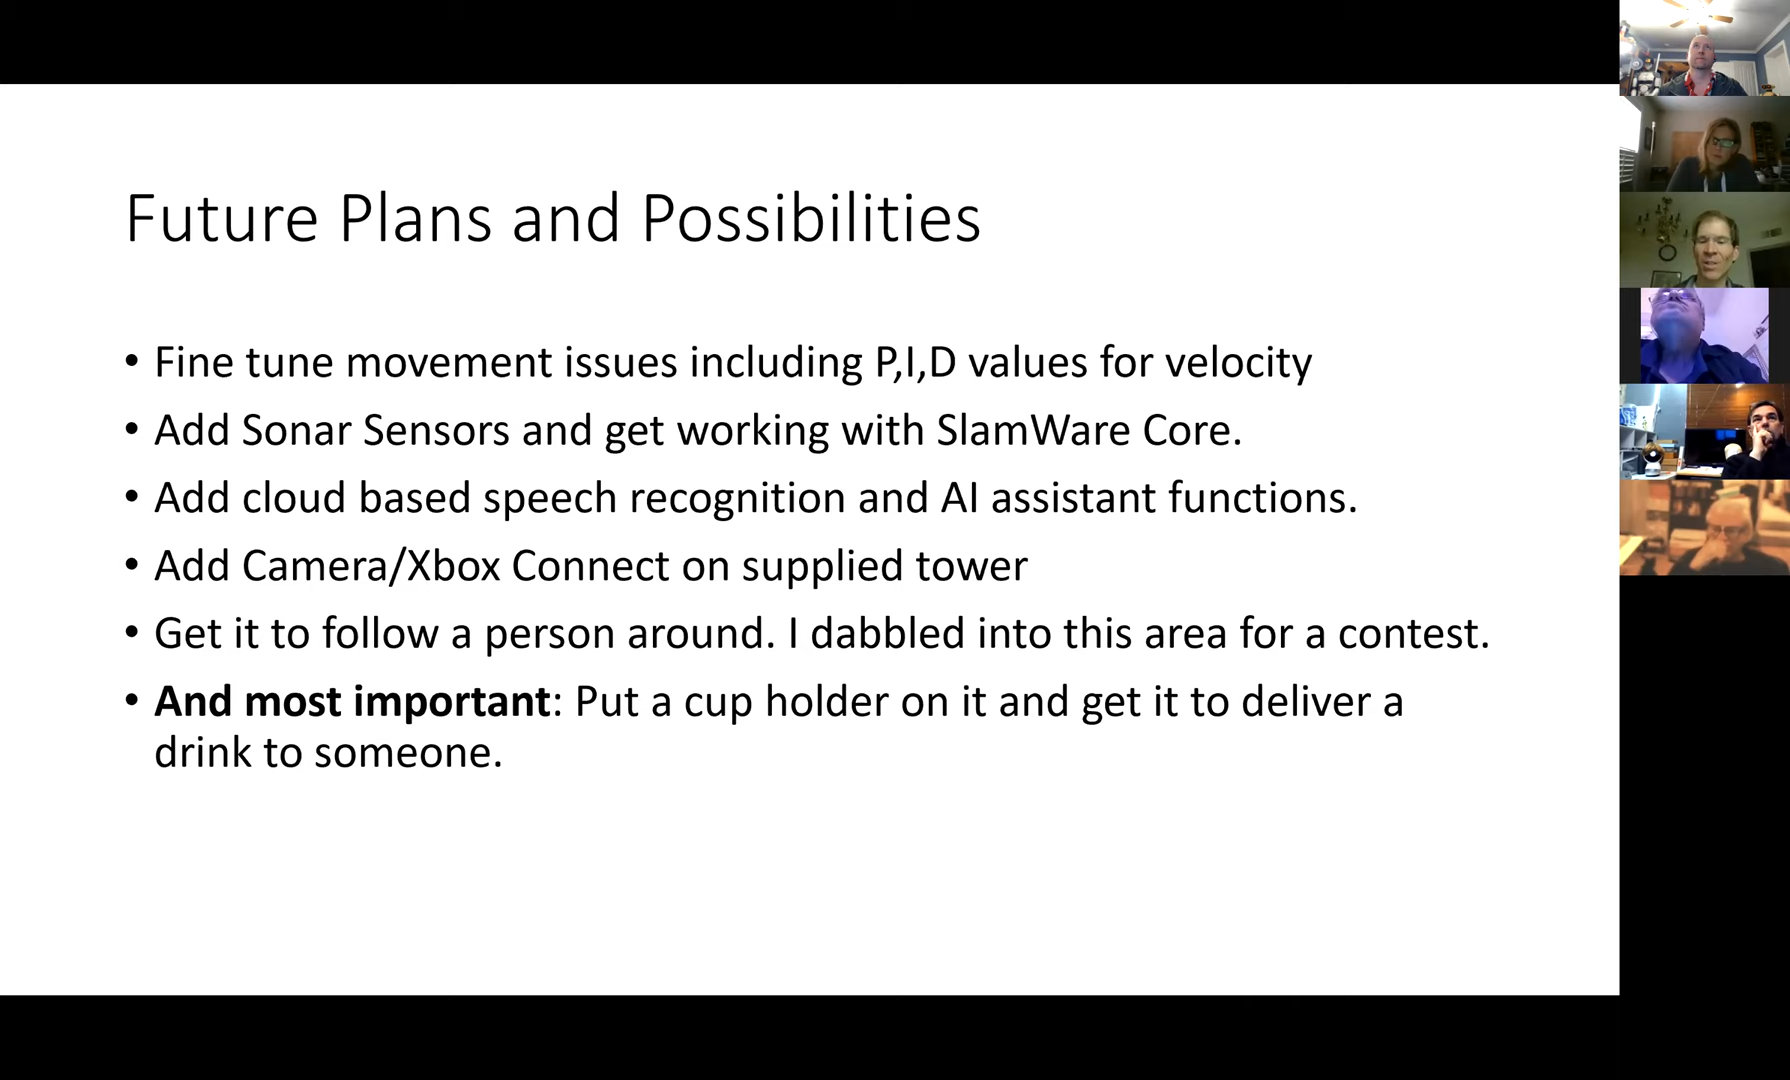 Future Plans and Possibilities
• Fine tune movement issues including P,I,D values for velocity
• Add Sonar Sensors and get working with SlamWare Core.
• Add cloud based speech recognition and AI assistant functions.
• Add Camera/Xbox Connect on supplied tower
• Get it to follow a person around. I dabbled into this area for a contest.
• And most important: Put a cup holder on it and get it to deliver a
drink to someone.